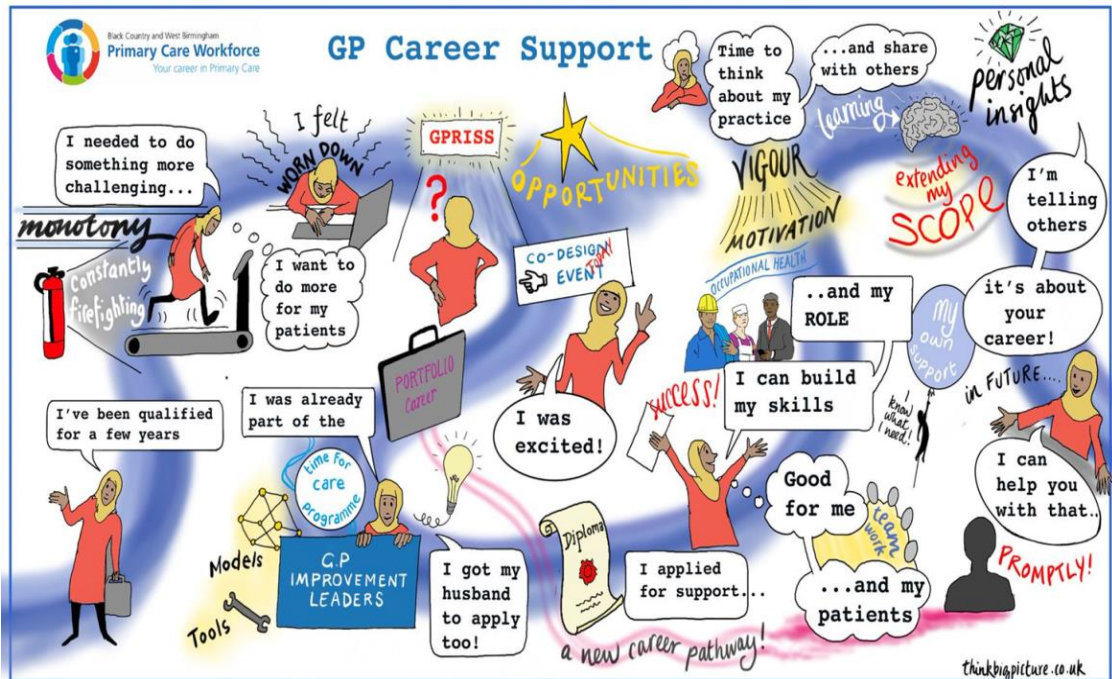 Black Country and West Birmingham
Primary Care Workforce
Your career in Primary Care
GP Career Support
I've been qualified
for a few years
I needed to do
something more
challenging...
monotony
constantly
firefighting
I felt
WORN DOWN
I want to
do more
for my
patients
I was already
part of the
time for
care
programme
Models
Tools
G.P
IMPROVEMENT
LEADERS
I got my
husband
to apply
too!
GPRISS
?
PORTFOLIO
Career
OPPORTUNITIES
CO-DESIGN
EVENT
TODAY!
I was
excited!
Diploma
I applied
for support...
a new career pathway!
success!
I can build
my skills
..and my
ROLE
OCCUPATIONAL HEALTH
VIGOUR
MOTIVATION
Time to
think
about my
practice
...and share
with others
learning
personal
insights
extending
my
SCOPE
Good
for me
...and my
patients
team
work
my
own
support
I
know
what
I need!
I'm
telling
others
it's about
your
career!
in FUTURE....
I can
help you
with that..
PROMPTLY!
thinkbigpicture.co.uk